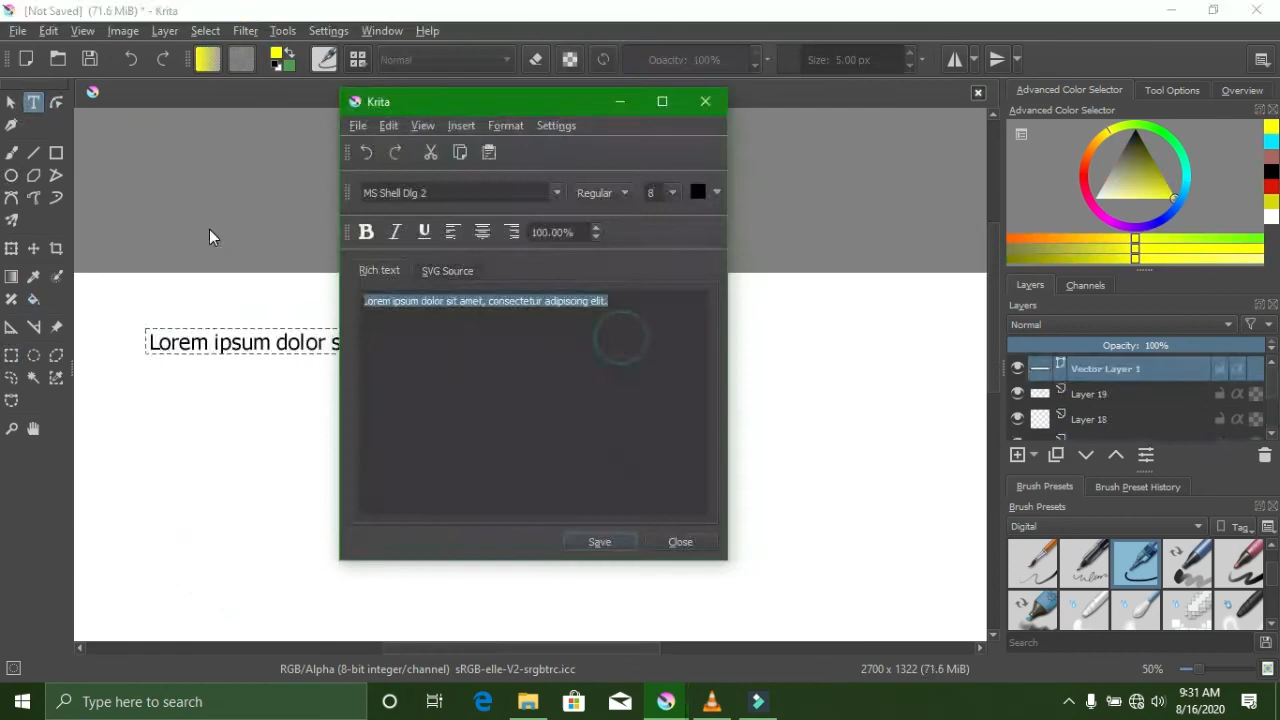 [Not Saved] (71.6 MiB) * - Krita
File Edit View Image Layer Select Filter Tools Settings Window Help
Normal Opacity: 100% Size: 5.00 px
Advanced Color Selector Tool Options Overview
Advanced Color Selector
Krita
File Edit View Insert Format Settings
MS Shell Dlg 2 Regular 8
B I U 100.00%
Rich text SVG Source
Lorem ipsum dolor sit amet, consectetur adipiscing elit.
Save Close
Lorem ipsum dolor s
Layers Channels
Layers
Normal
Opacity: 100%
Vector Layer 1
Layer 19
Layer 18
Brush Presets Brush Preset History
Brush Presets
Digital Tag
Search
RGB/Alpha (8-bit integer/channel) sRGB-elle-V2-srgbtrc.icc 2700 x 1322 (71.6 MiB) 50%
Type here to search
9:31 AM
8/16/2020